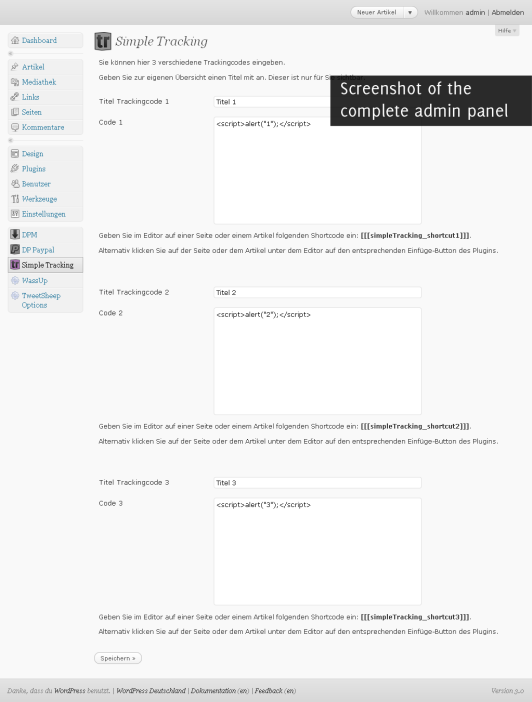 Neuer Artikel ▼ Willkommen admin | Abmelden
Hilfe
Dashboard
Artikel
Mediathek
Links
Seiten
Kommentare
Design
Plugins
Benutzer
Werkzeuge
Einstellungen
DPM
DP Paypal
Simple Tracking
WassUp
TweetSheep
Options
tr Simple Tracking
Sie können hier 3 verschiedene Trackingcodes eingeben.
Geben Sie zur eigenen Übersicht einen Titel mit an. Dieser ist nur für
Screenshot of the
complete admin panel
Titel Trackingcode 1 Titel 1
Code 1 <script>alert("1");</script>
Geben Sie im Editor auf einer Seite oder einem Artikel folgenden Shortcode ein: [[[simpleTracking_shortcut1]]].
Alternativ klicken Sie auf der Seite oder dem Artikel unter dem Editor auf den entsprechenden Einfüge-Button des Plugins.
Titel Trackingcode 2 Titel 2
Code 2 <script>alert("2");</script>
Geben Sie im Editor auf einer Seite oder einem Artikel folgenden Shortcode ein: [[[simpleTracking_shortcut2]]].
Alternativ klicken Sie auf der Seite oder dem Artikel unter dem Editor auf den entsprechenden Einfüge-Button des Plugins.
Titel Trackingcode 3 Titel 3
Code 3 <script>alert("3");</script>
Geben Sie im Editor auf einer Seite oder einem Artikel folgenden Shortcode ein: [[[simpleTracking_shortcut3]]].
Alternativ klicken Sie auf der Seite oder dem Artikel unter dem Editor auf den entsprechenden Einfüge-Button des Plugins.
Speichern »
Danke, dass du WordPress benutzt. | WordPress Deutschland | Dokumentation (en) | Feedback (en) Version 3.0